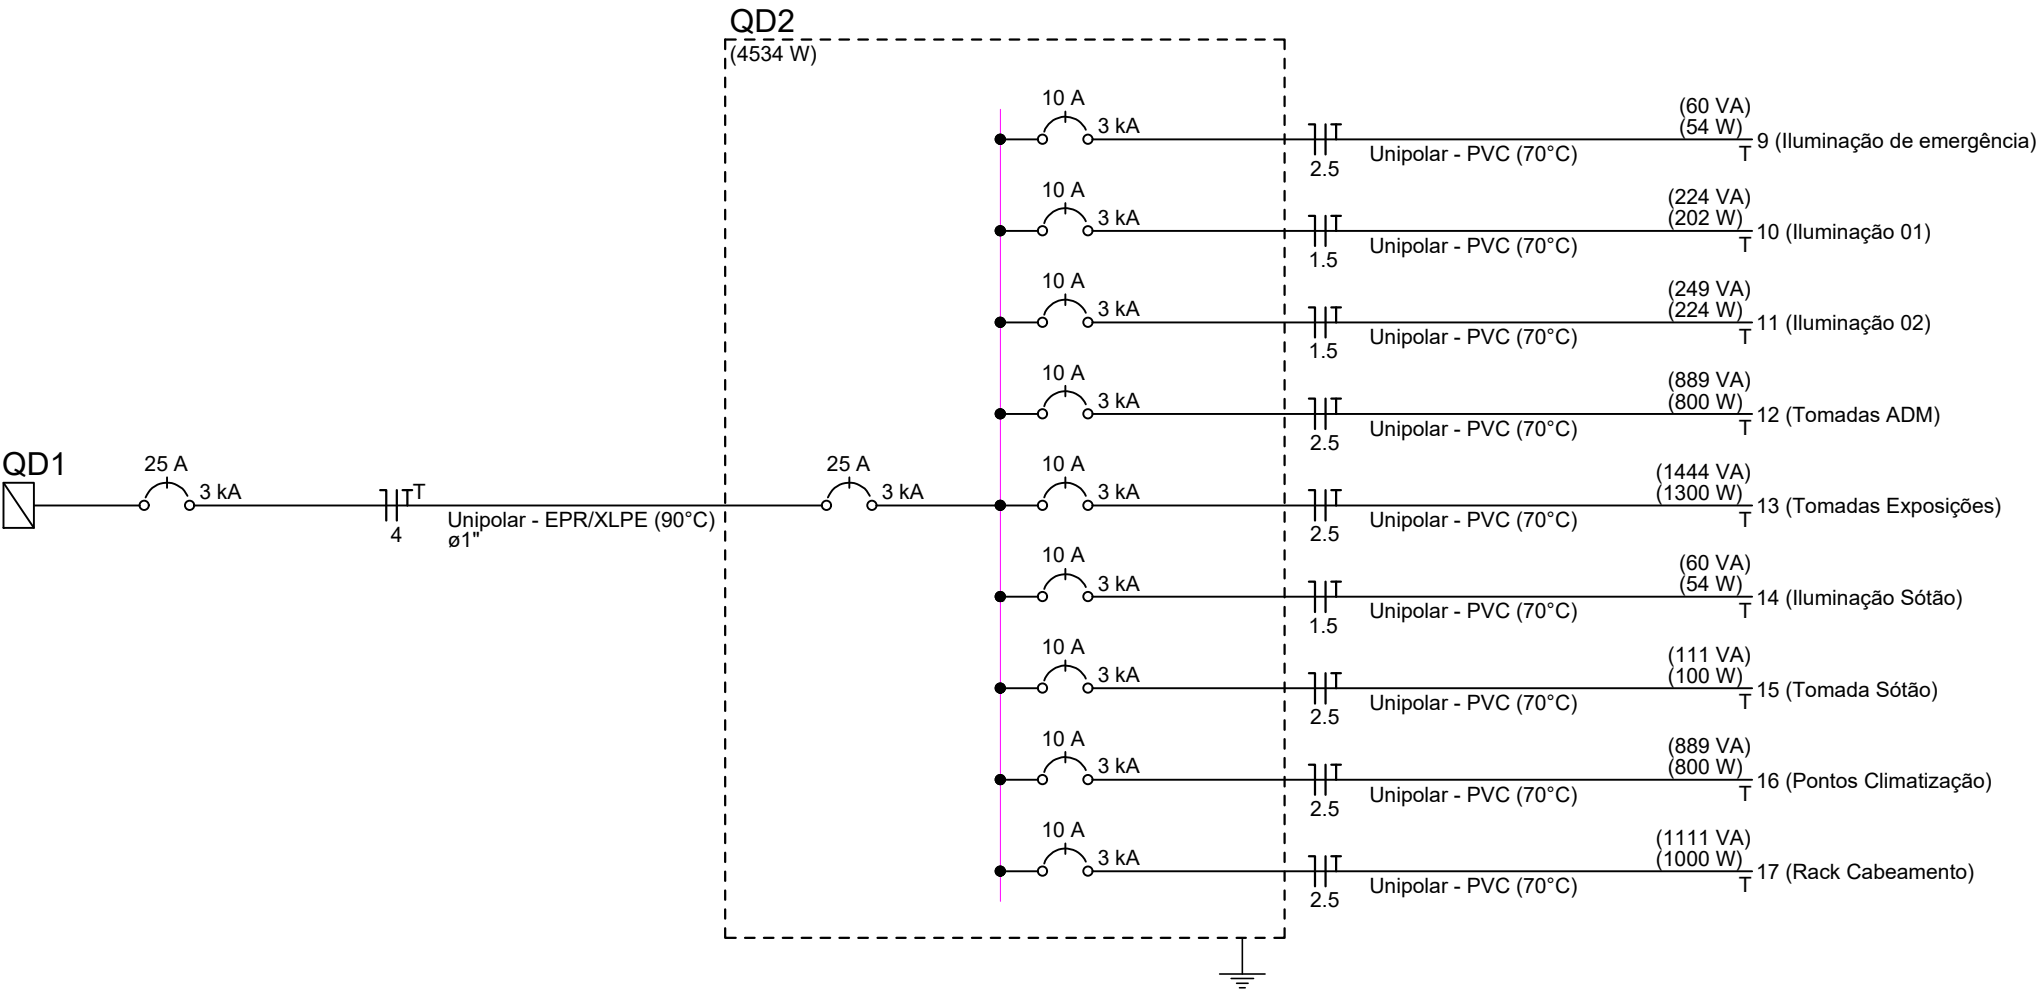 QD2
(4534 W)
10 A
3 kA
2.5
Unipolar - PVC (70°C)
(60 VA)
(54 W)
T
9 (Iluminação de emergência)
10 A
3 kA
1.5
Unipolar - PVC (70°C)
(224 VA)
(202 W)
T
10 (Iluminação 01)
10 A
3 kA
1.5
Unipolar - PVC (70°C)
(249 VA)
(224 W)
T
11 (Iluminação 02)
10 A
3 kA
2.5
Unipolar - PVC (70°C)
(889 VA)
(800 W)
T
12 (Tomadas ADM)
QD1
25 A
3 kA
T
4
Unipolar - EPR/XLPE (90°C)
ø1"
25 A
3 kA
10 A
3 kA
2.5
Unipolar - PVC (70°C)
(1444 VA)
(1300 W)
T
13 (Tomadas Exposições)
10 A
3 kA
1.5
Unipolar - PVC (70°C)
(60 VA)
(54 W)
T
14 (Iluminação Sótão)
10 A
3 kA
2.5
Unipolar - PVC (70°C)
(111 VA)
(100 W)
T
15 (Tomada Sótão)
10 A
3 kA
2.5
Unipolar - PVC (70°C)
(889 VA)
(800 W)
T
16 (Pontos Climatização)
10 A
3 kA
2.5
Unipolar - PVC (70°C)
(1111 VA)
(1000 W)
T
17 (Rack Cabeamento)